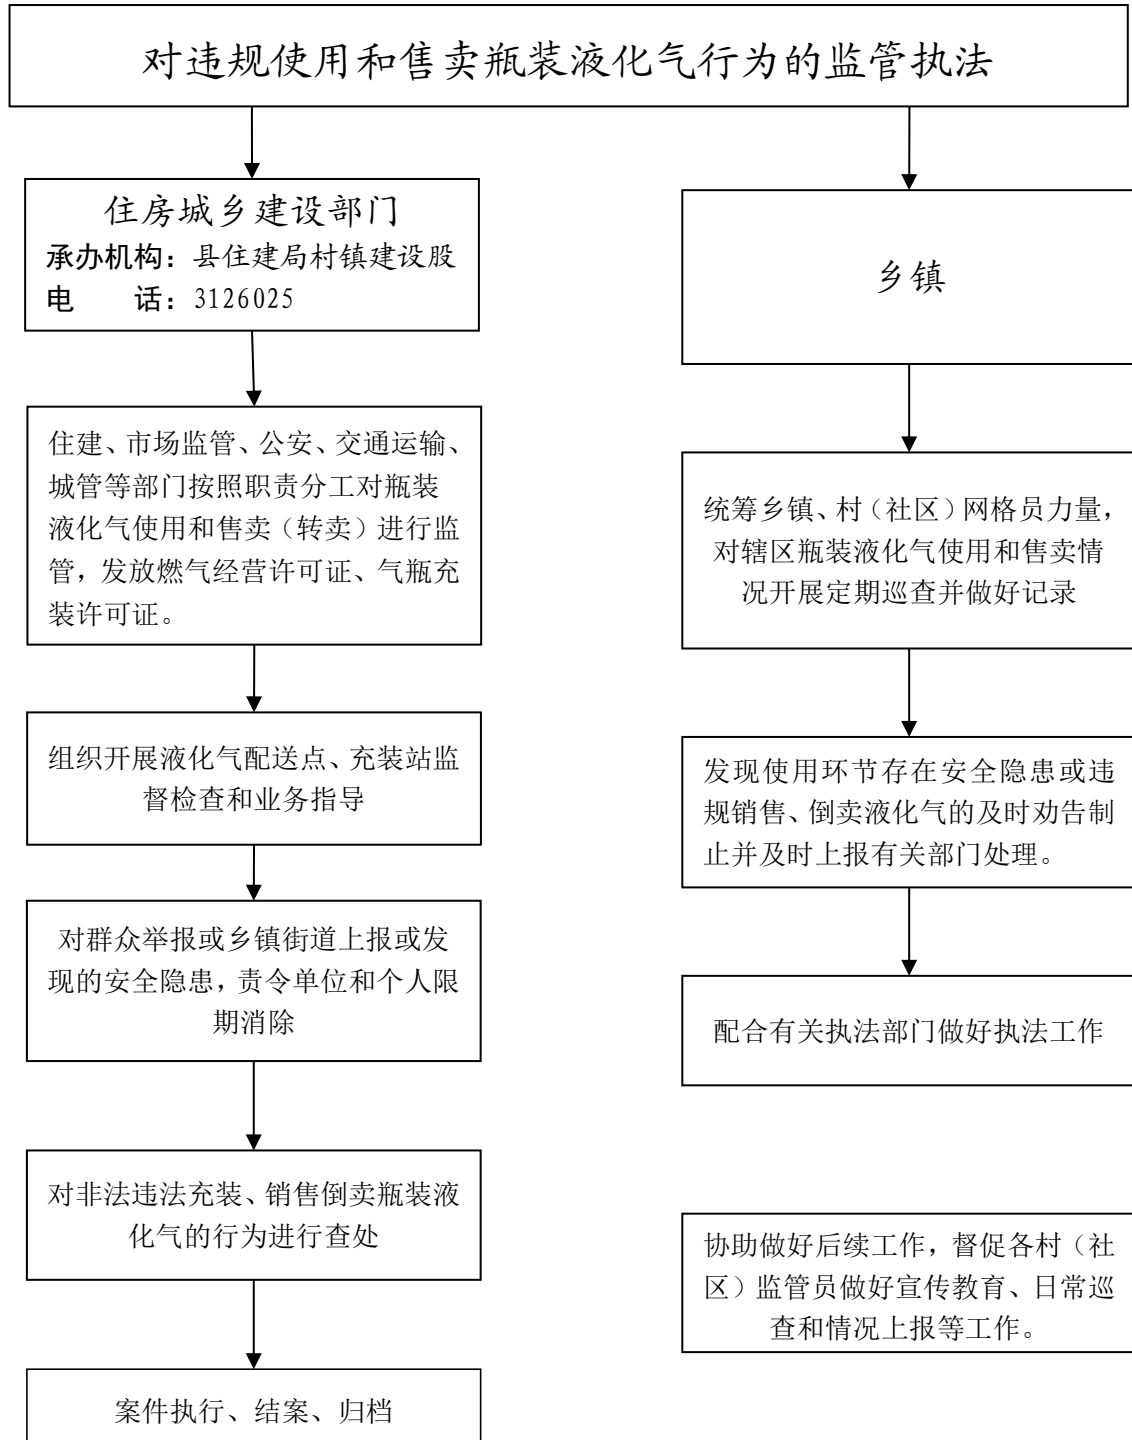 对违规使用和售卖瓶装液化气行为的监管执法
住房城乡建设部门
承办机构：县住建局村镇建设股
电　　话：3126025
住建、市场监管、公安、交通运输、
城管等部门按照职责分工对瓶装
液化气使用和售卖（转卖）进行监
管，发放燃气经营许可证、气瓶充
装许可证。
组织开展液化气配送点、充装站监
督检查和业务指导
对群众举报或乡镇街道上报或发
现的安全隐患，责令单位和个人限
期消除
对非法违法充装、销售倒卖瓶装液
化气的行为进行查处
案件执行、结案、归档
乡镇
统筹乡镇、村（社区）网格员力量，
对辖区瓶装液化气使用和售卖情
况开展定期巡查并做好记录
发现使用环节存在安全隐患或违
规销售、倒卖液化气的及时劝告制
止并及时上报有关部门处理。
配合有关执法部门做好执法工作
协助做好后续工作，督促各村（社
区）监管员做好宣传教育、日常巡
查和情况上报等工作。